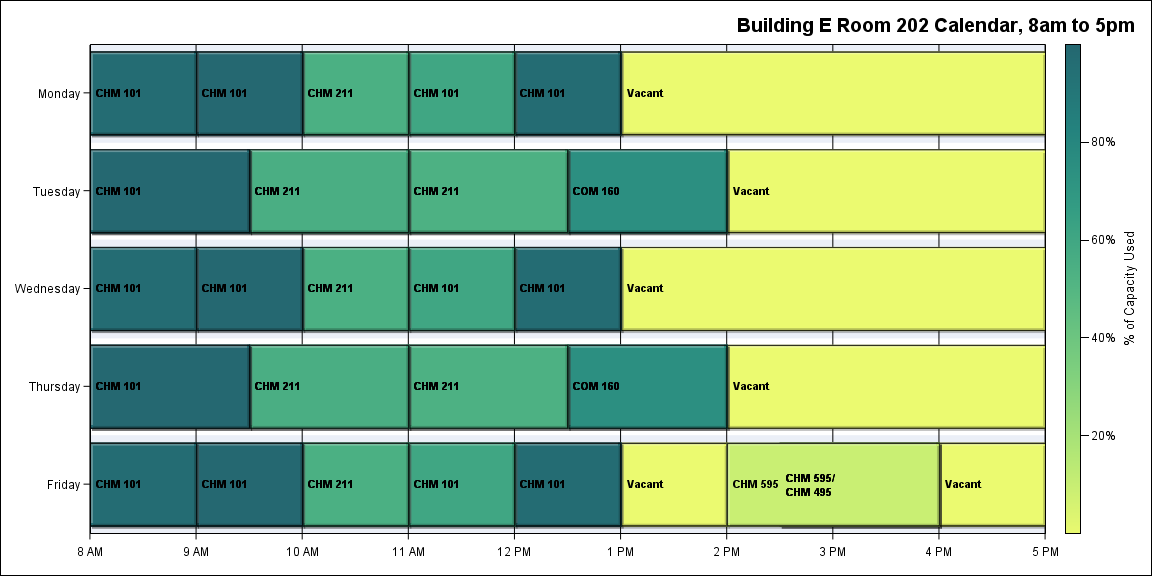 Building E Room 202 Calendar, 8am to 5pm
Monday
CHM 101
CHM 101
CHM 211
CHM 101
CHM 101
Vacant
Tuesday
CHM 101
CHM 211
CHM 211
COM 160
Vacant
Wednesday
CHM 101
CHM 101
CHM 211
CHM 101
CHM 101
Vacant
Thursday
CHM 101
CHM 211
CHM 211
COM 160
Vacant
Friday
CHM 101
CHM 101
CHM 211
CHM 101
CHM 101
Vacant
CHM 595
CHM 595/
CHM 495
Vacant
8 AM
9 AM
10 AM
11 AM
12 PM
1 PM
2 PM
3 PM
4 PM
5 PM
80%
60%
40%
20%
% of Capacity Used